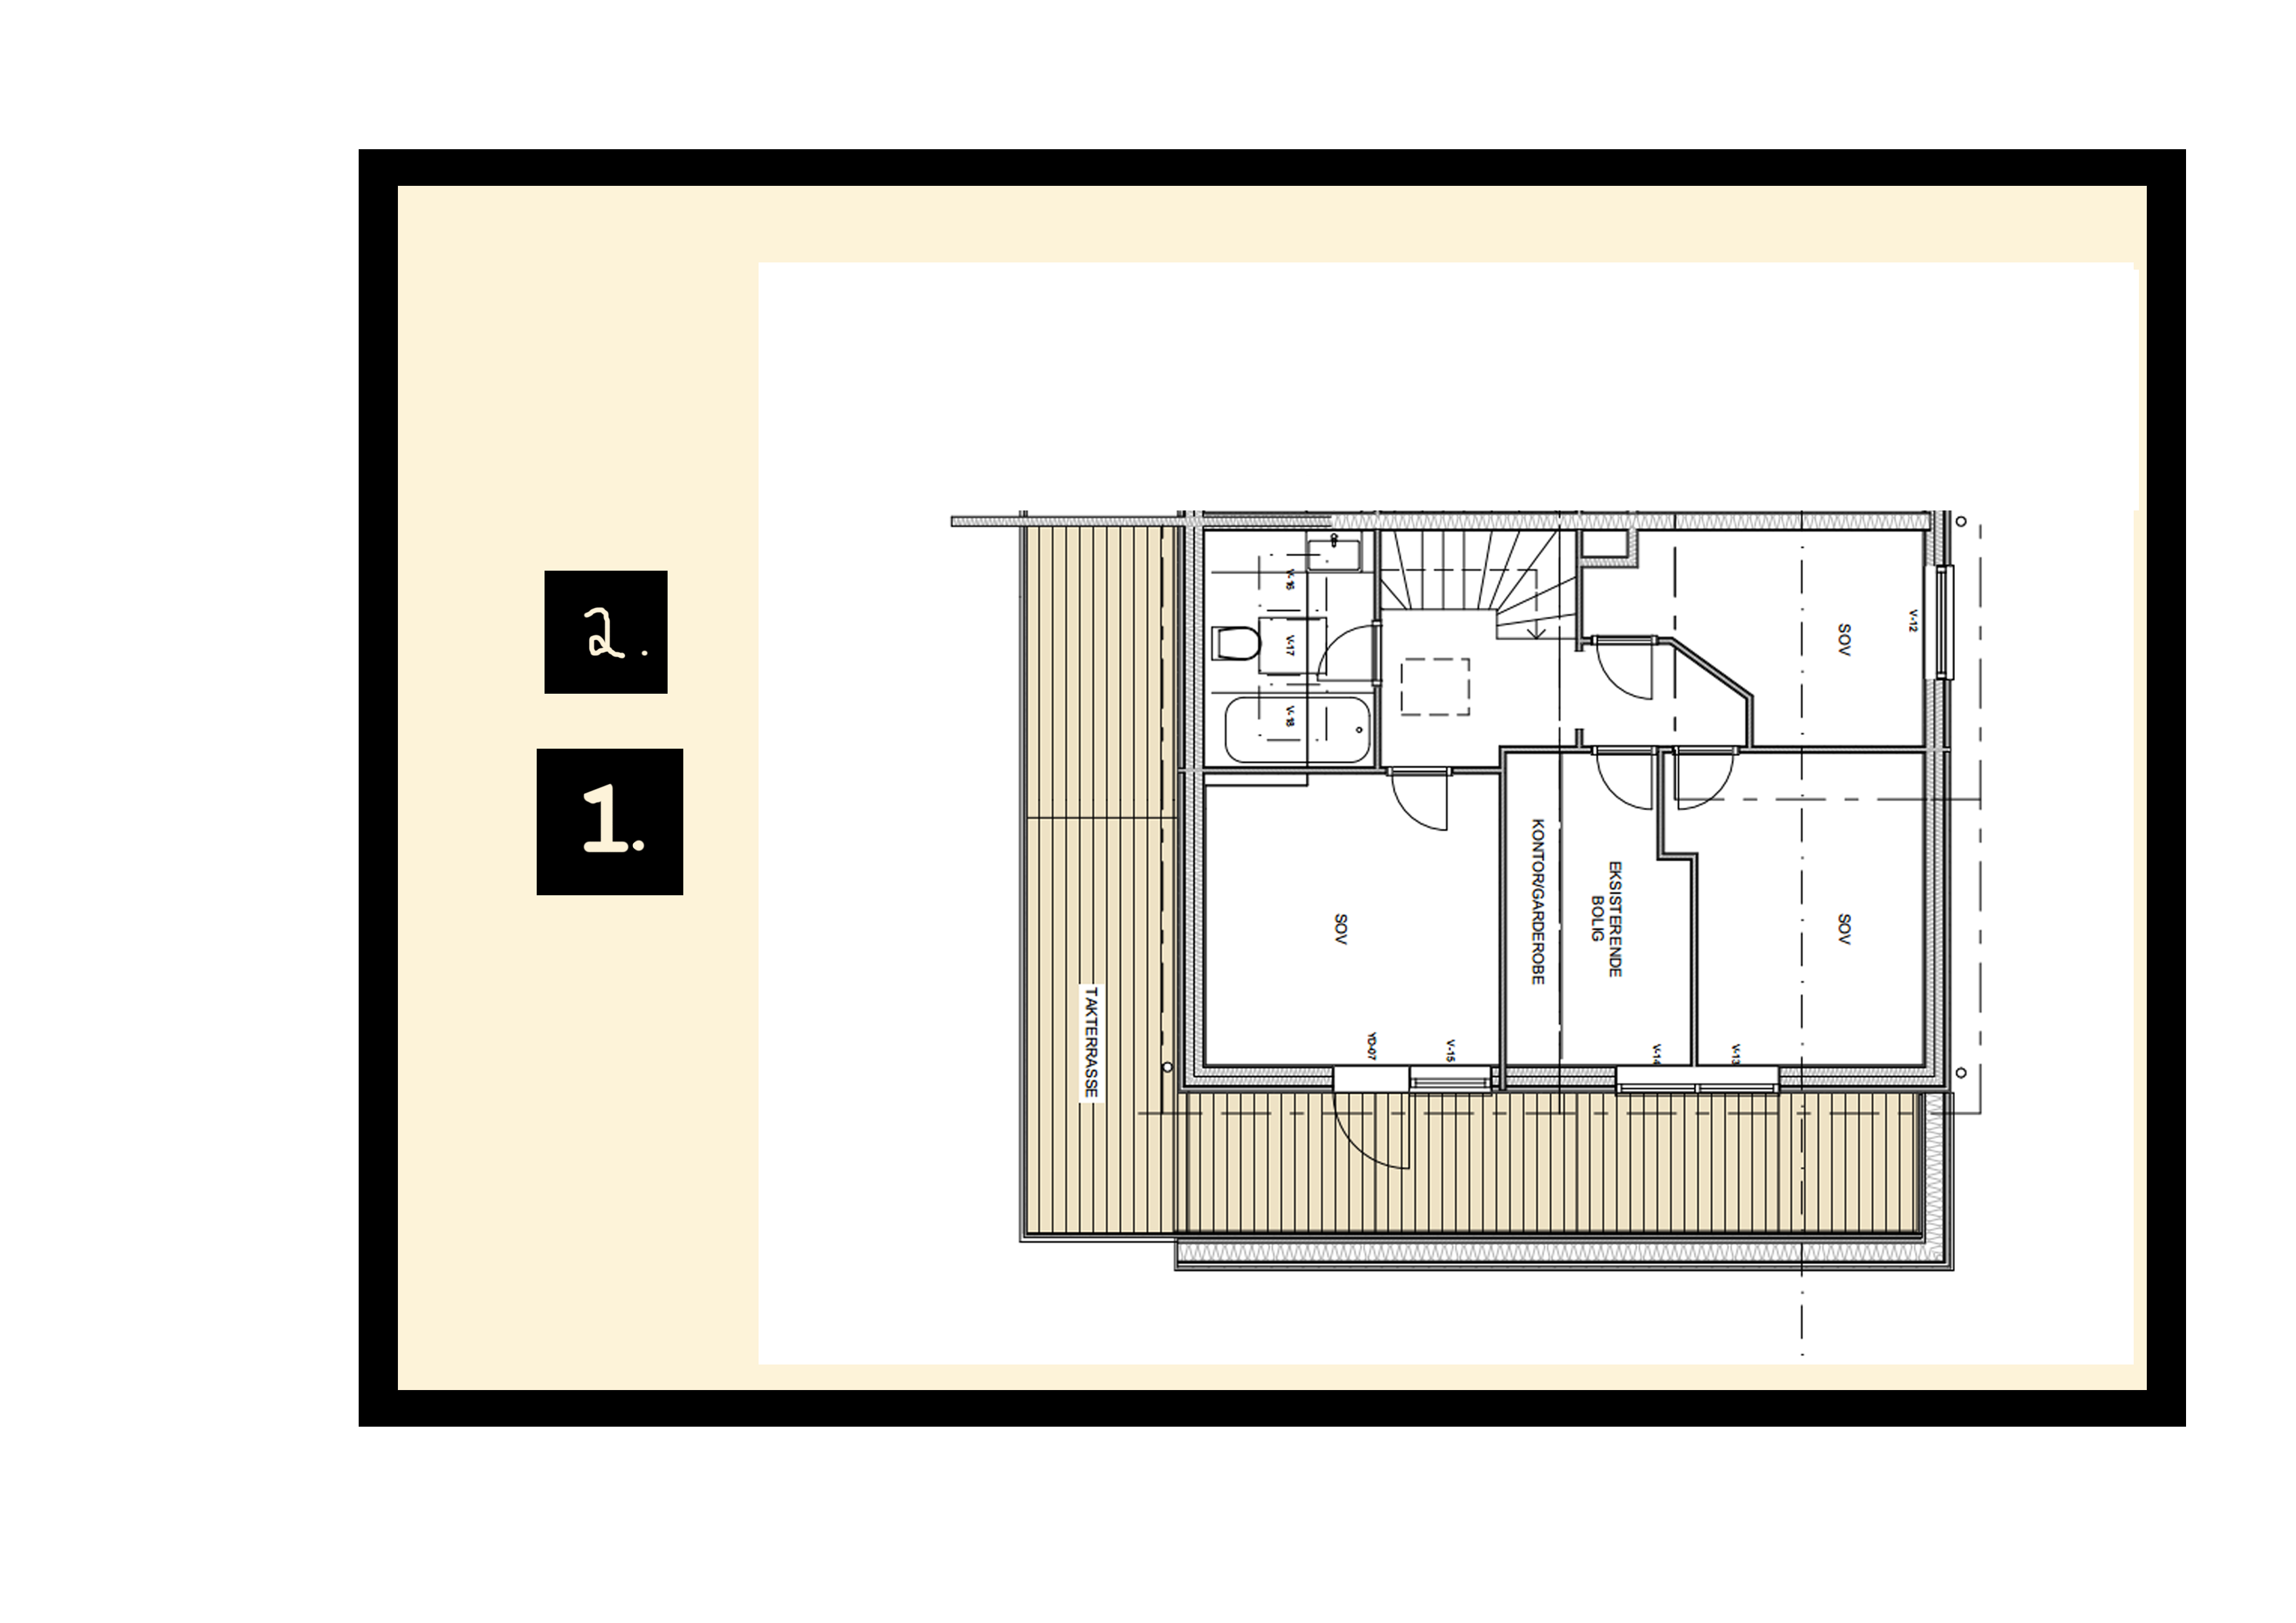 2.
1.
V-16
V-17
V-18
SOV
V-12
SOV
KONTOR/GARDEROBE
EKSISTERENDE
BOLIG
SOV
TAKTERRASSE
YD-07
V-15
V-14
V-13